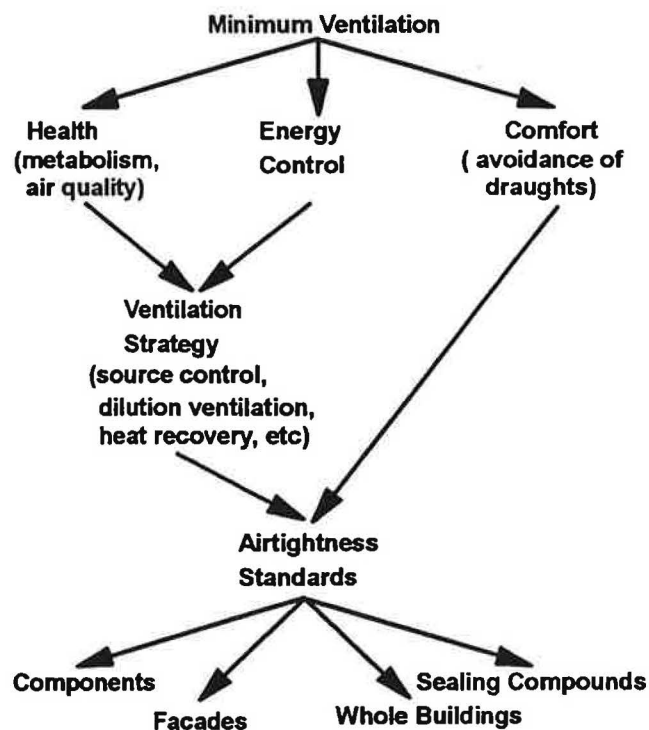 Minimum Ventilation
Health
(metabolism,
air quality)
Energy
Control
Comfort
( avoidance of
draughts)
Ventilation
Strategy
(source control,
dilution ventilation,
heat recovery, etc)
Airtightness
Standards
Components
Facades
Whole Buildings
Sealing Compounds